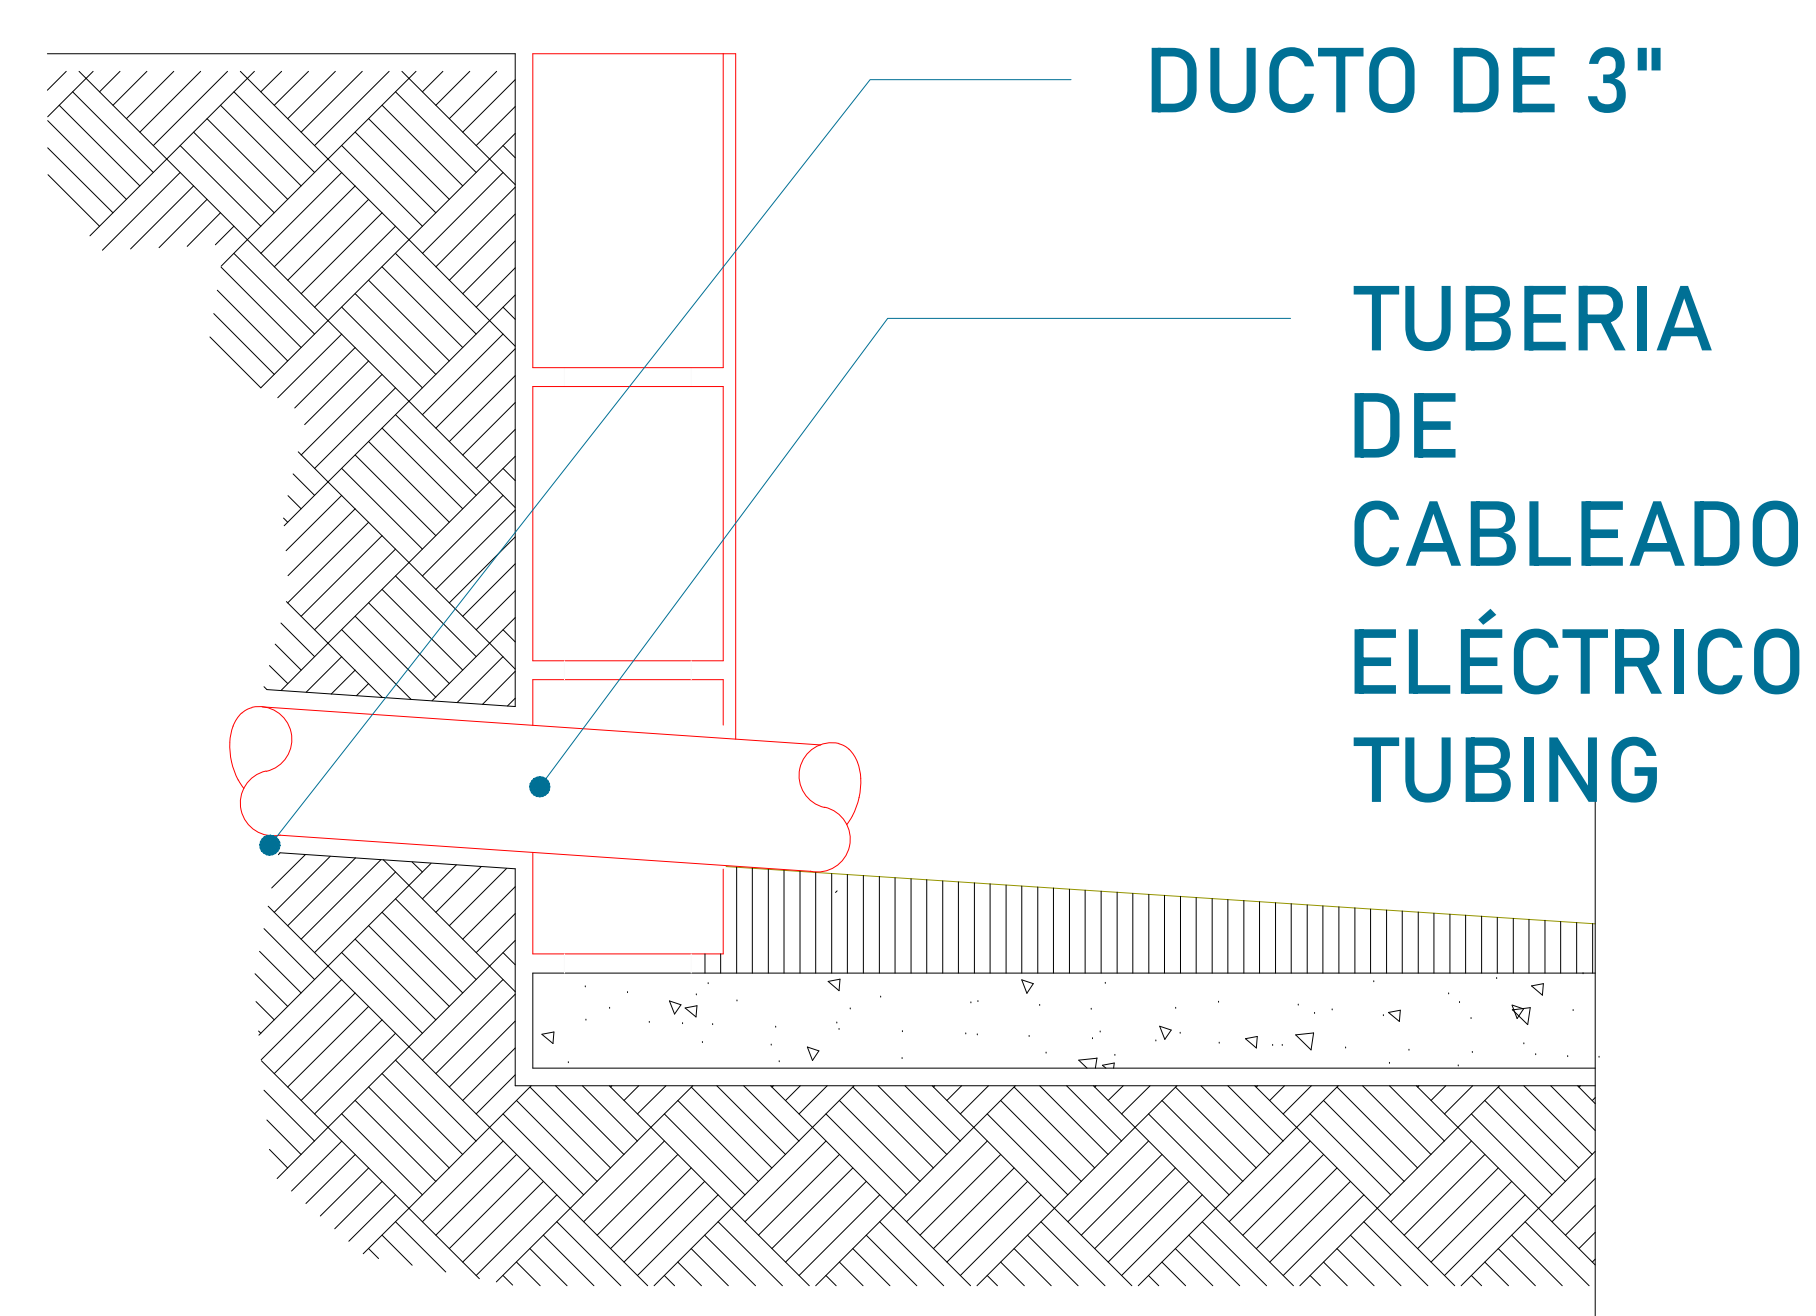 DUCTO DE 3"
TUBERIA
DE
CABLEADO
ELÉCTRICO
TUBING